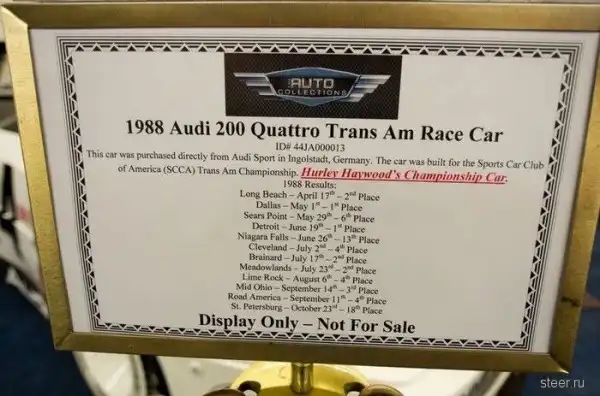 THE AUTO
COLLECTIONS
1988 Audi 200 Quattro Trans Am Race Car
ID# 44JA000013
This car was purchased directly from Audi Sport in Ingolstadt, Germany. The car was built for the Sports Car Club
of America (SCCA) Trans Am Championship. Hurley Haywood's Championship Car.
1988 Results:
Long Beach – April 17th – 2nd Place
Dallas – May 1st – 1st Place
Sears Point – May 29th – 6th Place
Detroit – June 19th – 1st Place
Niagara Falls – June 26th – 13th Place
Cleveland – July 2nd – 4th Place
Brainard – July 17th – 2nd Place
Meadowlands – July 23rd – 2nd Place
Lime Rock – August 6th – 4th Place
Mid Ohio – September 14th – 3rd Place
Road America – September 11th – 4th Place
St. Petersburg – October 23rd – 18th Place
Display Only – Not For Sale
steer.ru